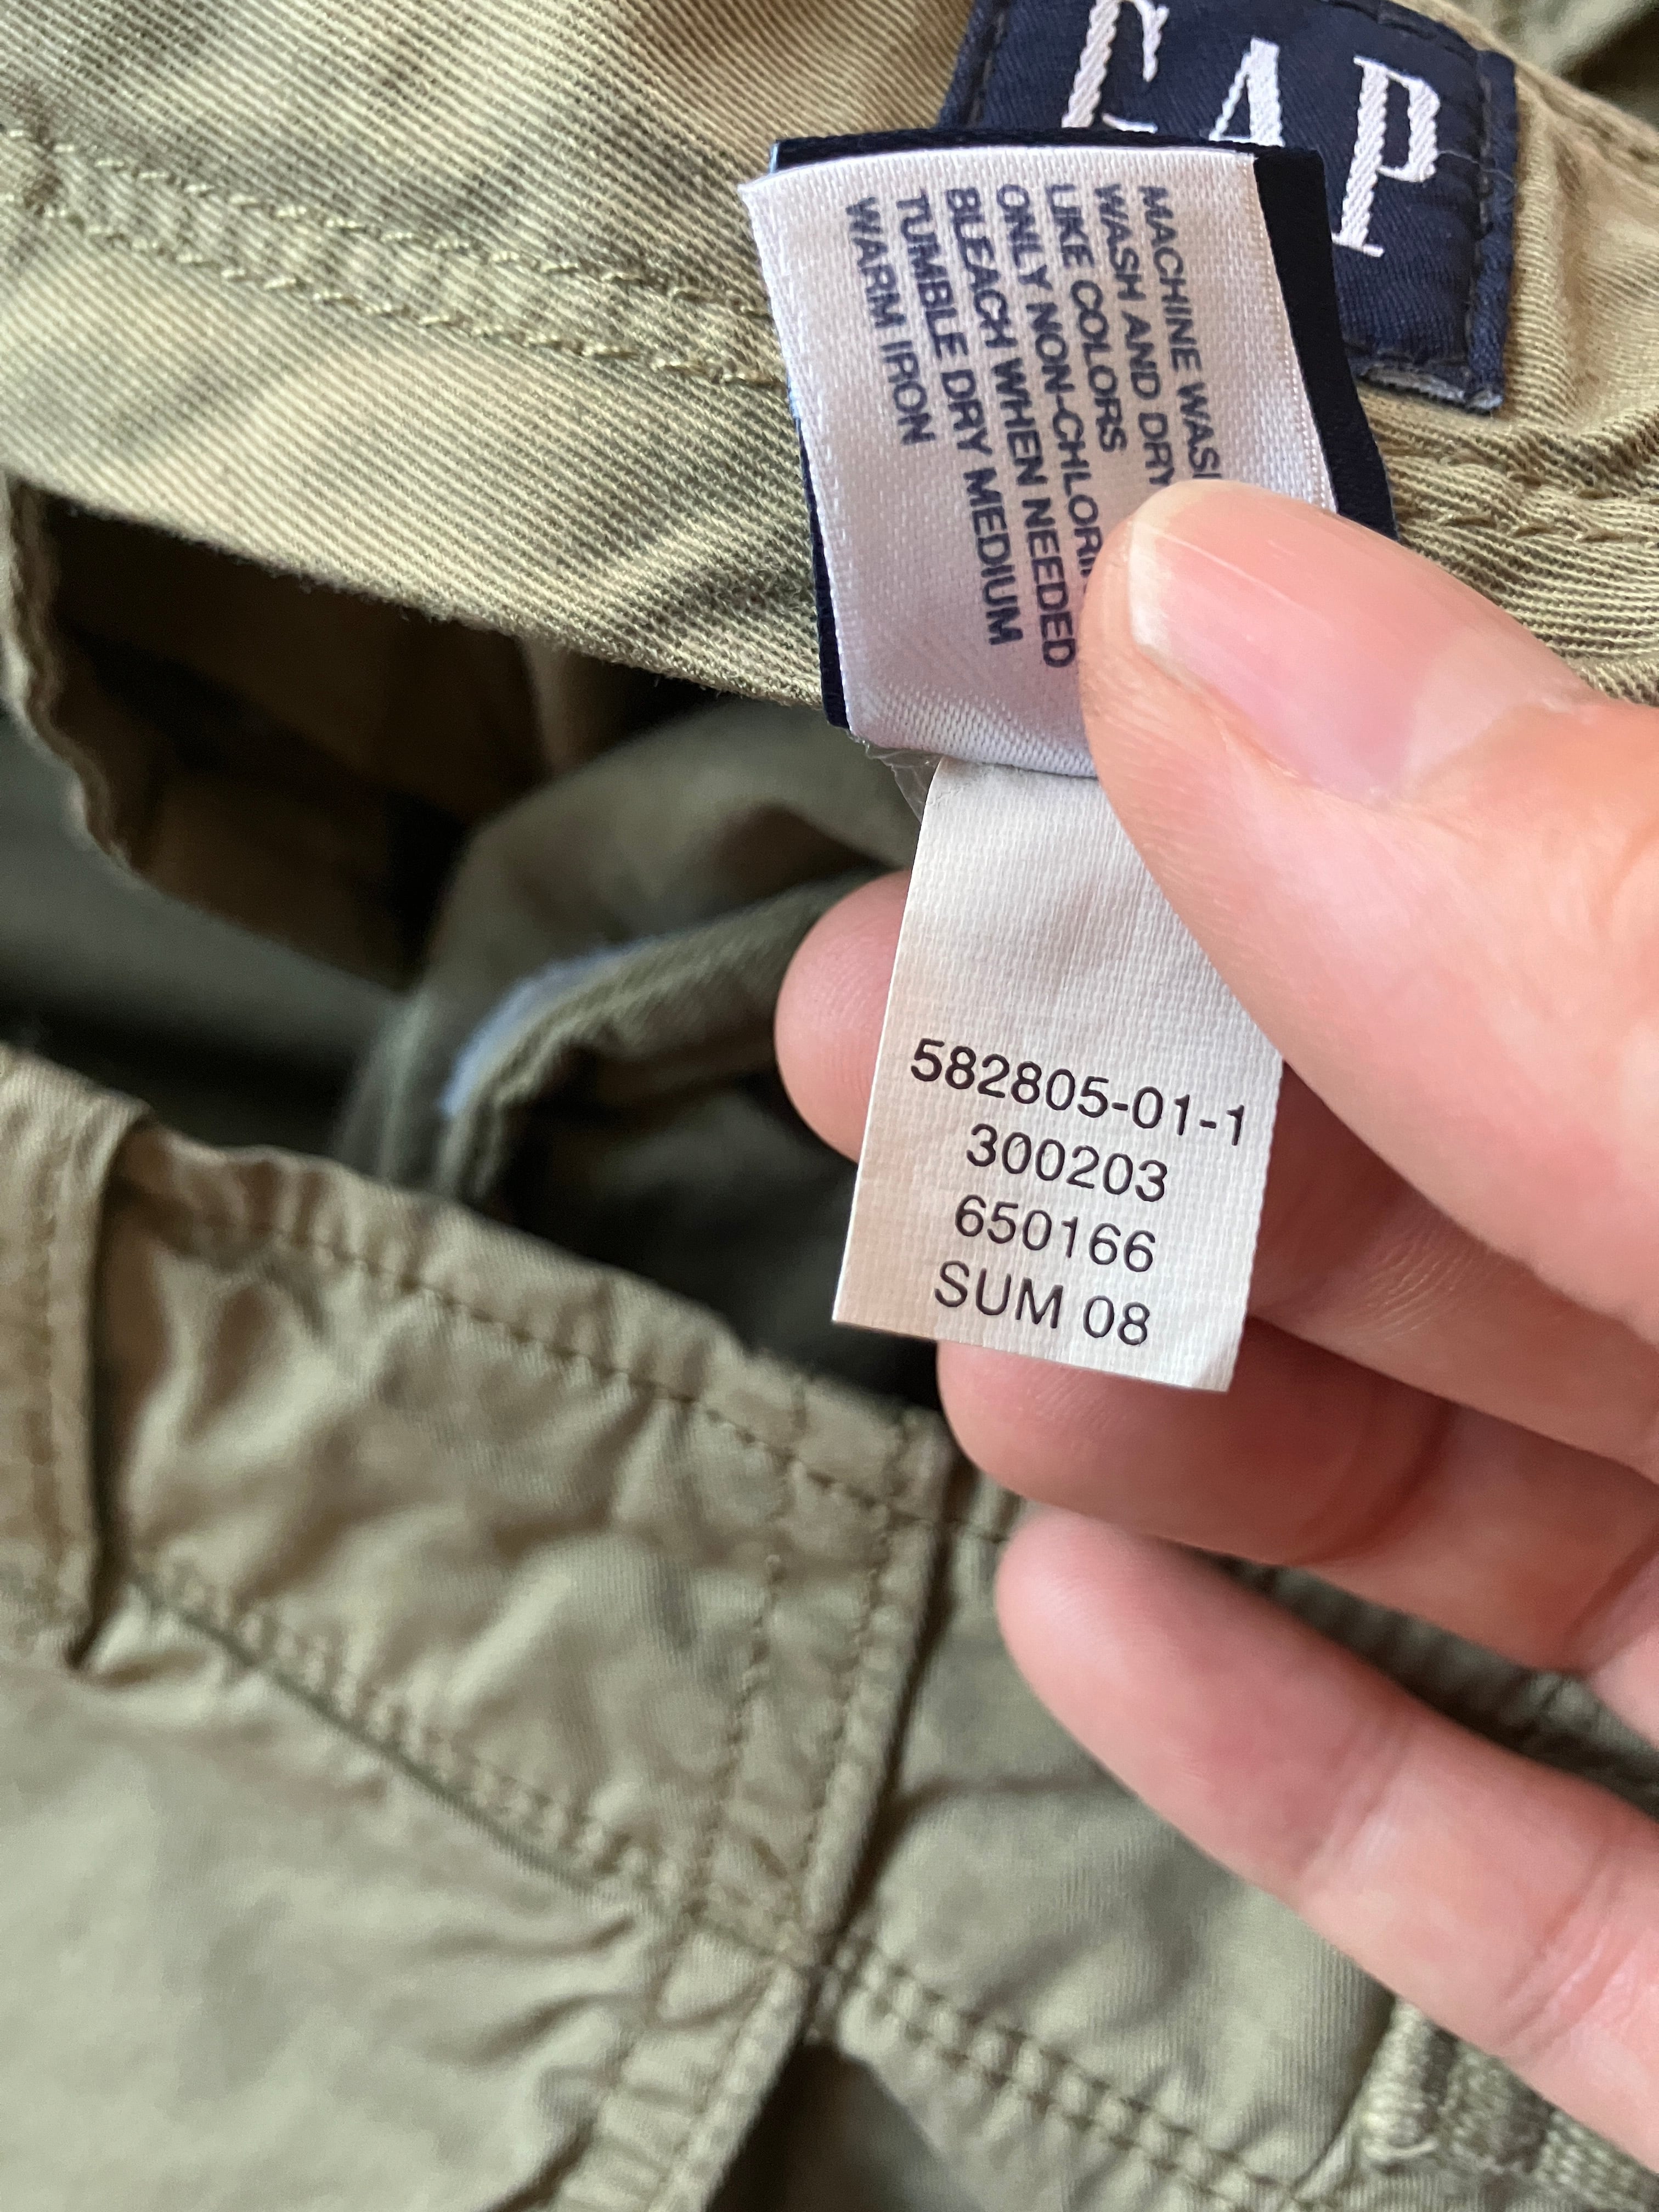 GAP
MACHINE WASH
WASH AND DRY
LIKE COLORS
ONLY NON-CHLORINE
BLEACH WHEN NEEDED
TUMBLE DRY MEDIUM
WARM IRON
582805-01-1
300203
650166
SUM 08